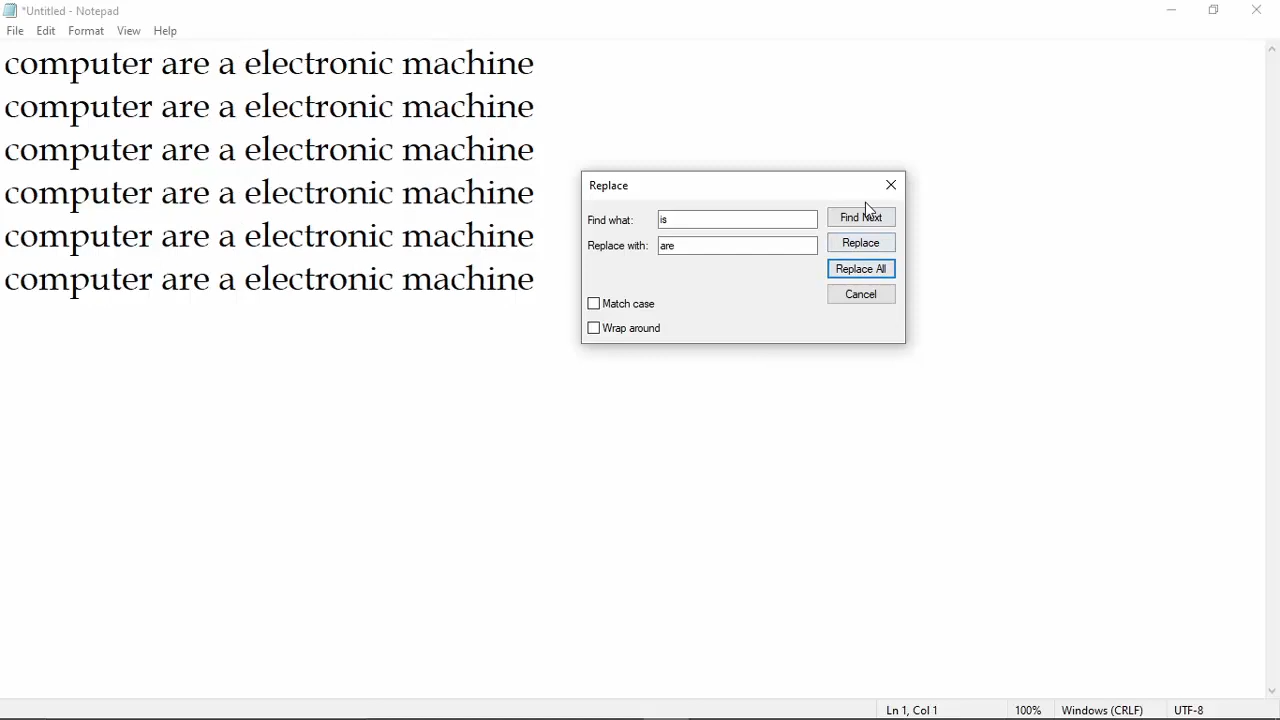 *Untitled - Notepad
File Edit Format View Help
computer are a electronic machine
computer are a electronic machine
computer are a electronic machine
computer are a electronic machine
computer are a electronic machine
computer are a electronic machine
Replace
Find what: is Find Next
Replace with: are Replace
Replace All
Cancel
Match case
Wrap around
Ln 1, Col 1 100% Windows (CRLF) UTF-8